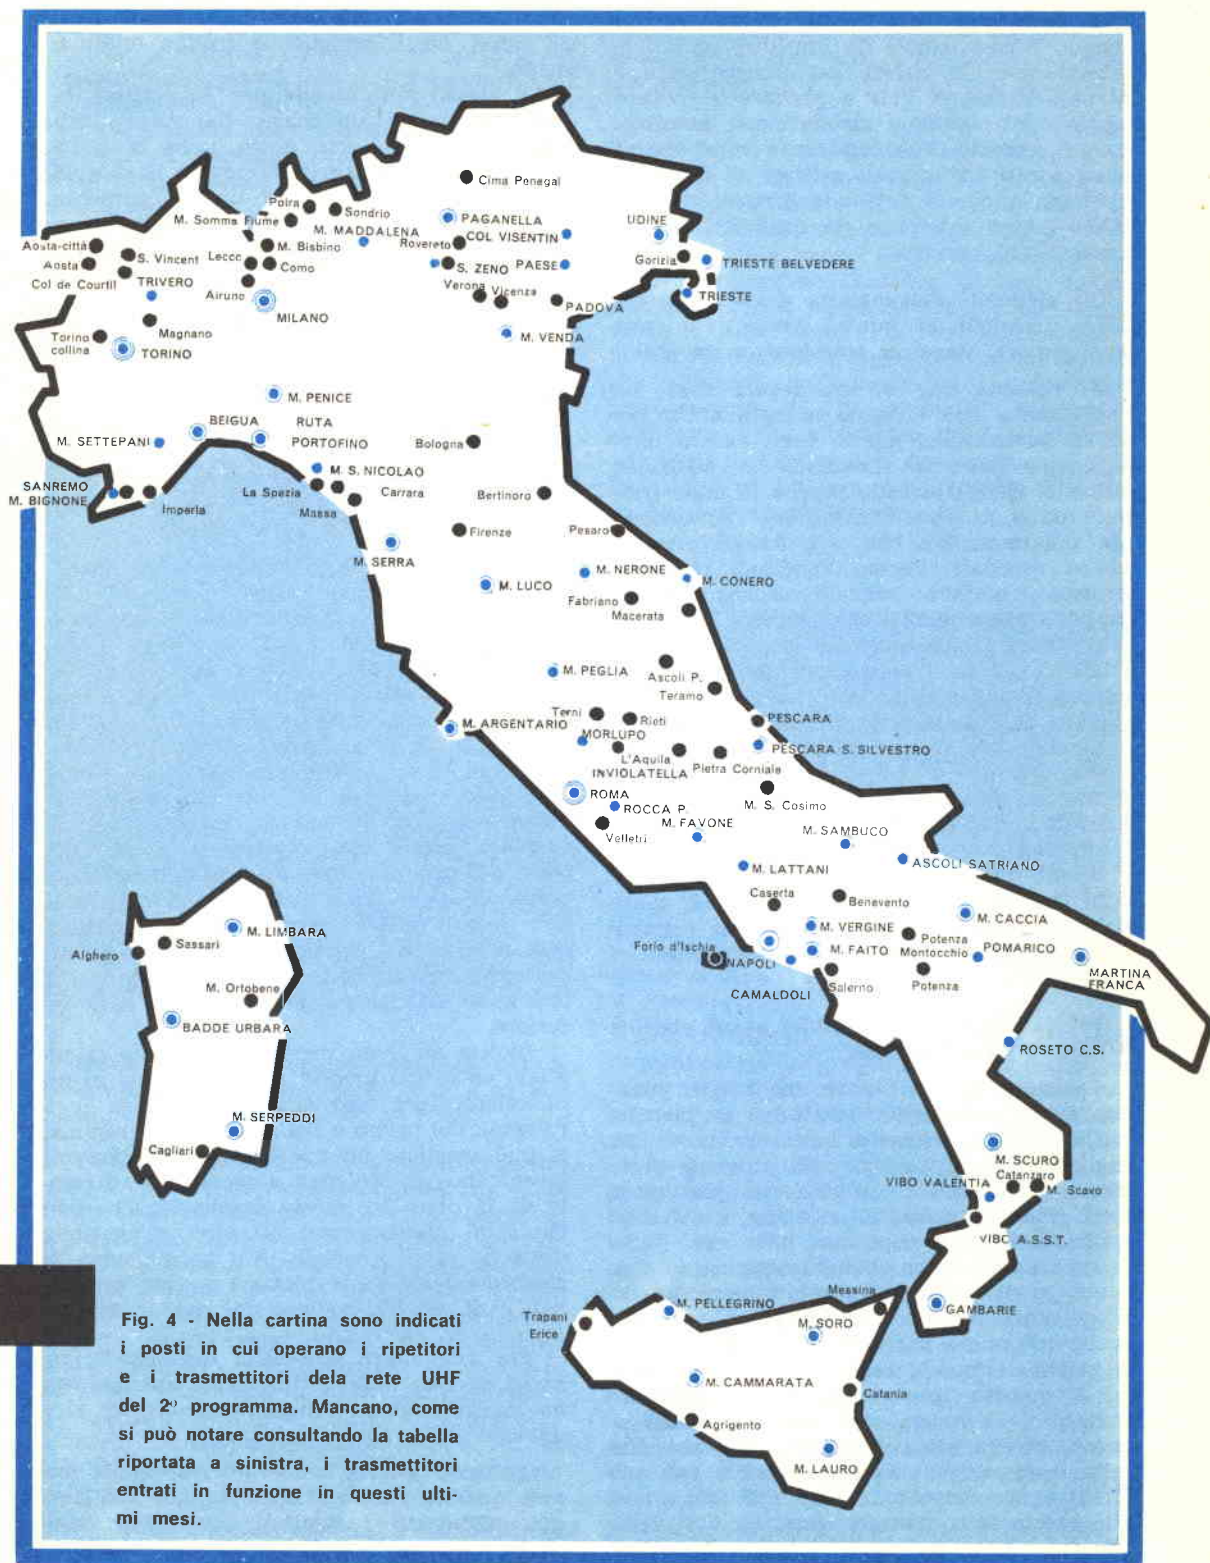 Cima Penegal
Poira
Sondrio
M. Somma Fiume
M. MADDALENA
PAGANELLA
COL VISENTIN
UDINE
Rovereto
Aosta-città
Aosta
Col de Courtil
S. Vincent
TRIVERO
Lecco
M. Bisbino
Como
Airuno
S. ZENO
PAESE
Gorizia
TRIESTE BELVEDERE
TRIESTE
Verona
Vicenza
PADOVA
MILANO
M. VENDA
Magnano
Torino
collina
TORINO
M. PENICE
BEIGUA
RUTA
PORTOFINO
M. SETTEPANI
Bologna
M. S. NICOLAO
SANREMO
M. BIGNONE
Imperia
La Spezia
Carrara
Massa
Bertinoro
Firenze
Pesaro
M. SERRA
M. LUCO
M. NERONE
M. CONERO
Fabriano
Macerata
M. PEGLIA
Ascoli P.
Teramo
Terni
Rieti
M. ARGENTARIO
MORLUPO
PESCARA
PESCARA S. SILVESTRO
L'Aquila
Pietra Corniale
INVIOLATELLA
ROMA
ROCCA P.
M. S. Cosimo
Velletri
M. FAVONE
M. SAMBUCO
ASCOLI SATRIANO
M. LATTANI
Caserta
Benevento
M. CACCIA
M. VERGINE
Potenza
Montocchio
POMARICO
M. FAITO
Forio d'Ischia
NAPOLI
CAMALDOLI
Salerno
Potenza
MARTINA
FRANCA
M. LIMBARA
Sassari
Alghero
M. Ortobene
BADDE URBARA
ROSETO C.S.
M. SERPEDDI
Cagliari
M. SCURO
Catanzaro
VIBO VALENTIA
M. Scavo
VIBC A.S.S.T.
GAMBARIE
Messina
M. PELLEGRINO
Trapani
Erice
M. SORO
M. CAMMARATA
Catania
Agrigento
M. LAURO
Fig. 4 - Nella cartina sono indicati
i posti in cui operano i ripetitori
e i trasmettitori dela rete UHF
del 2° programma. Mancano, come
si può notare consultando la tabella
riportata a sinistra, i trasmettitori
entrati in funzione in questi ulti-
mi mesi.